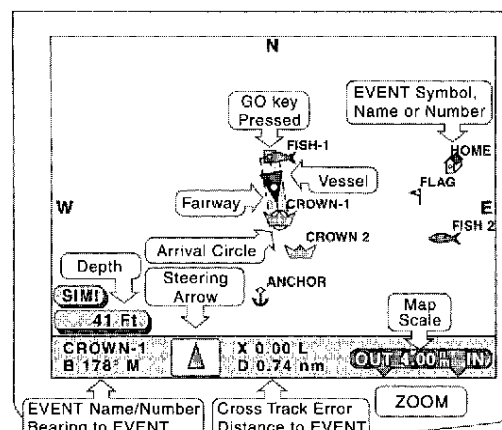 N
GO key
Pressed
EVENT Symbol,
Name or Number
FISH-1
HOME
Vessel
FLAG
Fairway
W
CROWN-1
E
FISH 2
CROWN 2
Arrival Circle
Depth
Steering
Arrow
SIM!
ANCHOR
41 Ft
Map
Scale
CROWN-1
B 178° M
X 0.00 L
D 0.74 nm
OUT 4.00 nm IN
EVENT Name/Number
Bearing to EVENT
Cross Track Error
Distance to EVENT
ZOOM